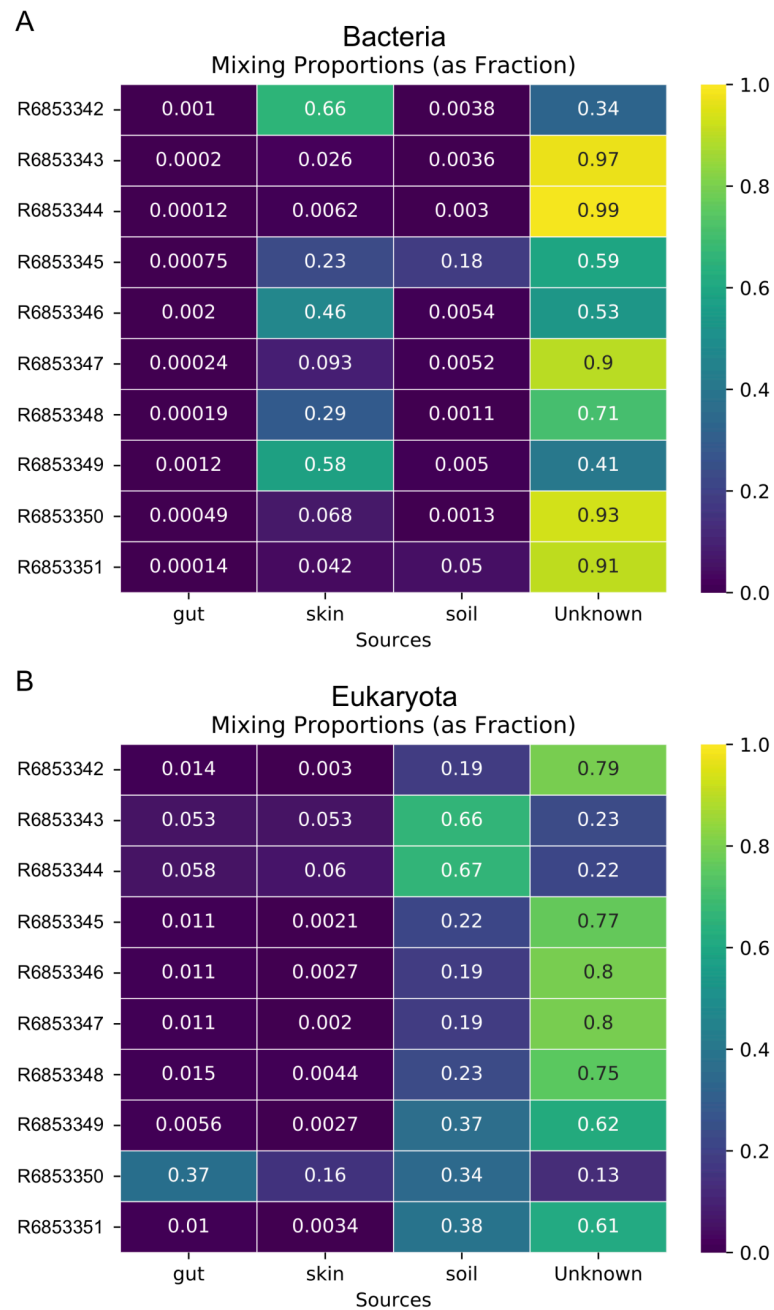 A
Bacteria
Mixing Proportions (as Fraction)
R6853342 0.001 0.66 0.0038 0.34
R6853343 0.0002 0.026 0.0036 0.97
R6853344 0.00012 0.0062 0.003 0.99
R6853345 0.00075 0.23 0.18 0.59
R6853346 0.002 0.46 0.0054 0.53
R6853347 0.00024 0.093 0.0052 0.9
R6853348 0.00019 0.29 0.0011 0.71
R6853349 0.0012 0.58 0.005 0.41
R6853350 0.00049 0.068 0.0013 0.93
R6853351 0.00014 0.042 0.05 0.91
gut skin soil Unknown
Sources
1.0
0.8
0.6
0.4
0.2
0.0
B
Eukaryota
Mixing Proportions (as Fraction)
R6853342 0.014 0.003 0.19 0.79
R6853343 0.053 0.053 0.66 0.23
R6853344 0.058 0.06 0.67 0.22
R6853345 0.011 0.0021 0.22 0.77
R6853346 0.011 0.0027 0.19 0.8
R6853347 0.011 0.002 0.19 0.8
R6853348 0.015 0.0044 0.23 0.75
R6853349 0.0056 0.0027 0.37 0.62
R6853350 0.37 0.16 0.34 0.13
R6853351 0.01 0.0034 0.38 0.61
gut skin soil Unknown
Sources
1.0
0.8
0.6
0.4
0.2
0.0